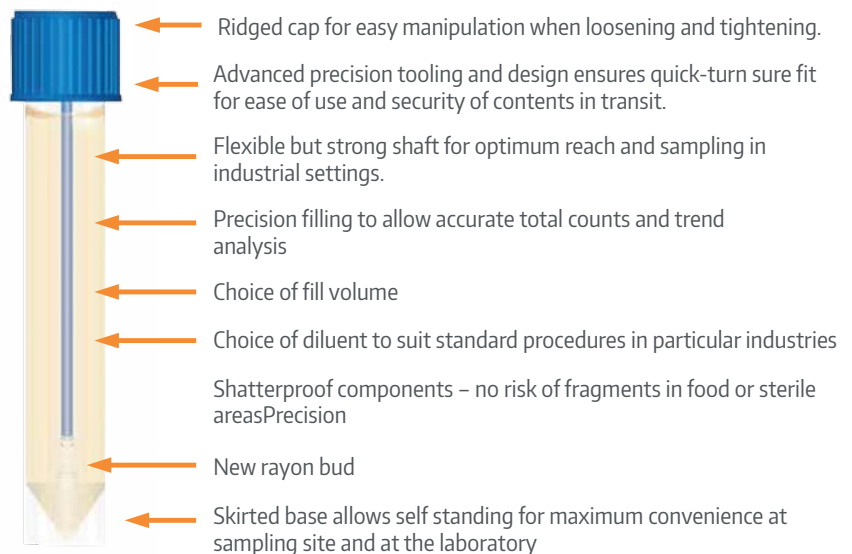 Ridged cap for easy manipulation when loosening and tightening.
Advanced precision tooling and design ensures quick-turn sure fit
for ease of use and security of contents in transit.
Flexible but strong shaft for optimum reach and sampling in
industrial settings.
Precision filling to allow accurate total counts and trend
analysis
Choice of fill volume
Choice of diluent to suit standard procedures in particular industries
Shatterproof components – no risk of fragments in food or sterile
areasPrecision
New rayon bud
Skirted base allows self standing for maximum convenience at
sampling site and at the laboratory